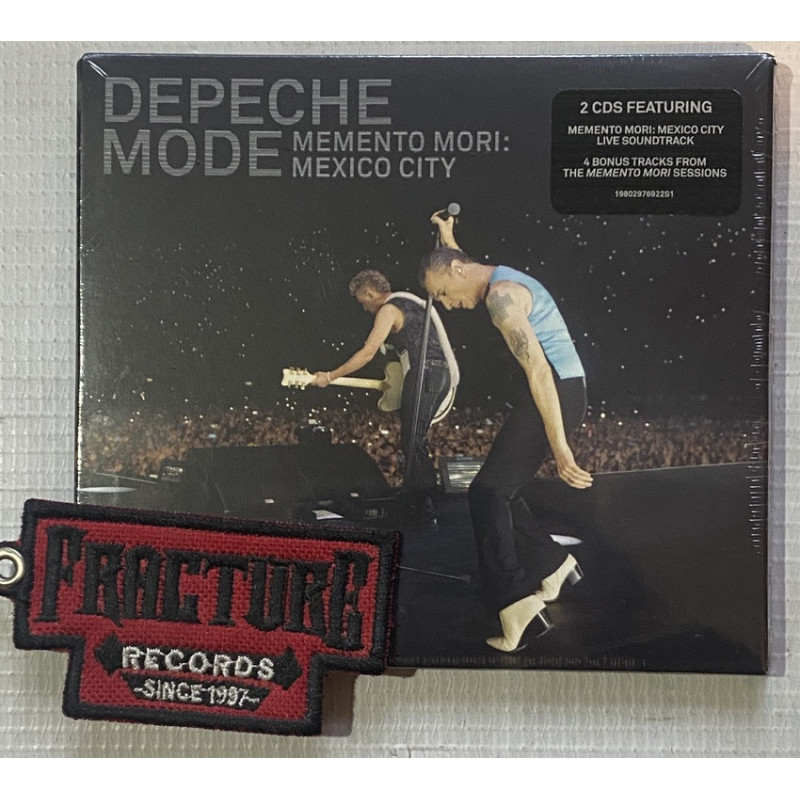 DEPECHE
MODE MEMENTO MORI:
MEXICO CITY
2 CDS FEATURING
MEMENTO MORI: MEXICO CITY
LIVE SOUNDTRACK
4 BONUS TRACKS FROM
THE MEMENTO MORI SESSIONS
19802976922S1
FRACTURE
RECORDS
-SINCE 1997-